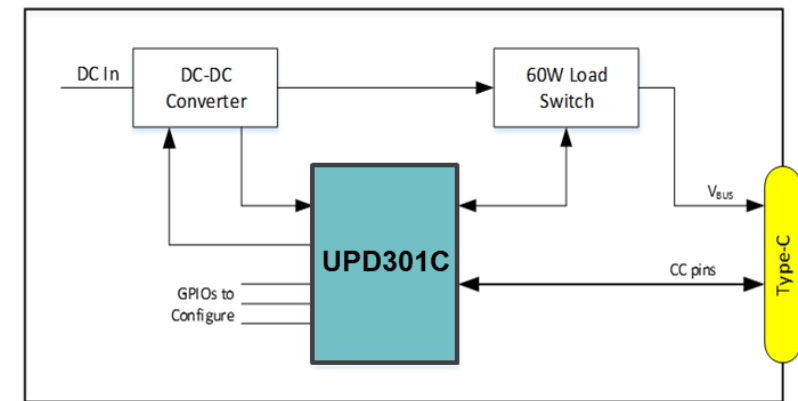 DC In
DC-DC
Converter
60W Load
Switch
VBUS
UPD301C
CC pins
GPIOs to
Configure
Type-C